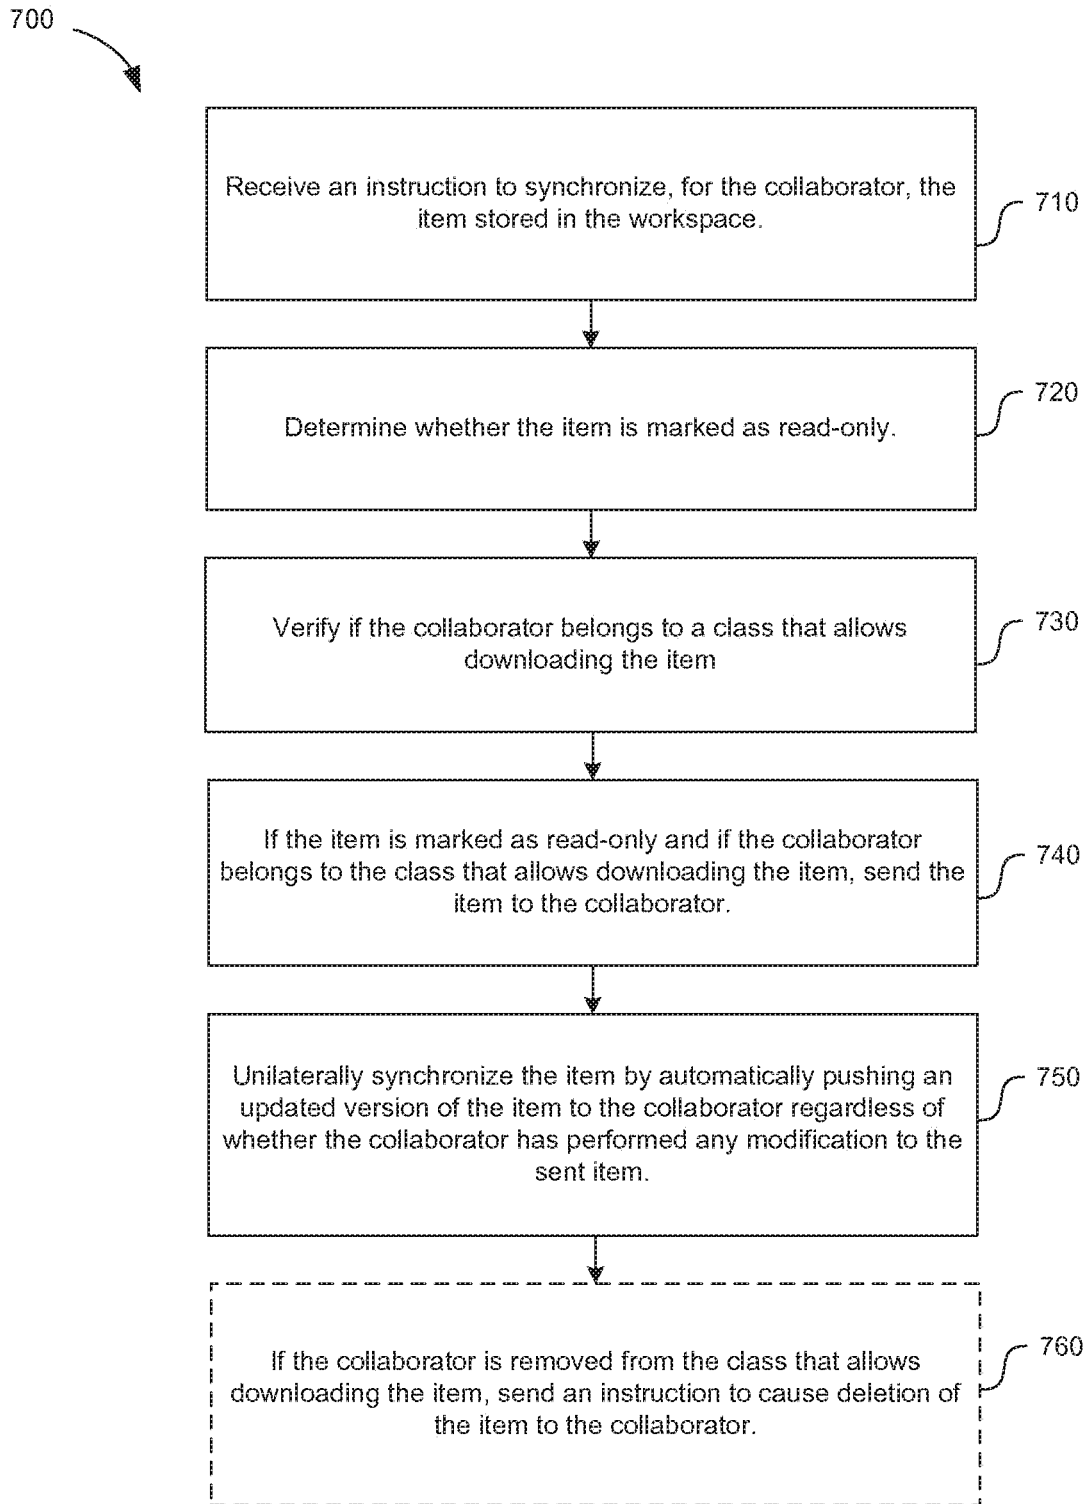 700
Receive an instruction to synchronize, for the collaborator, the
item stored in the workspace.
710
Determine whether the item is marked as read-only.
720
Verify if the collaborator belongs to a class that allows
downloading the item
730
If the item is marked as read-only and if the collaborator
belongs to the class that allows downloading the item, send the
item to the collaborator.
740
Unilaterally synchronize the item by automatically pushing an
updated version of the item to the collaborator regardless of
whether the collaborator has performed any modification to the
sent item.
750
If the collaborator is removed from the class that allows
downloading the item, send an instruction to cause deletion of
the item to the collaborator.
760